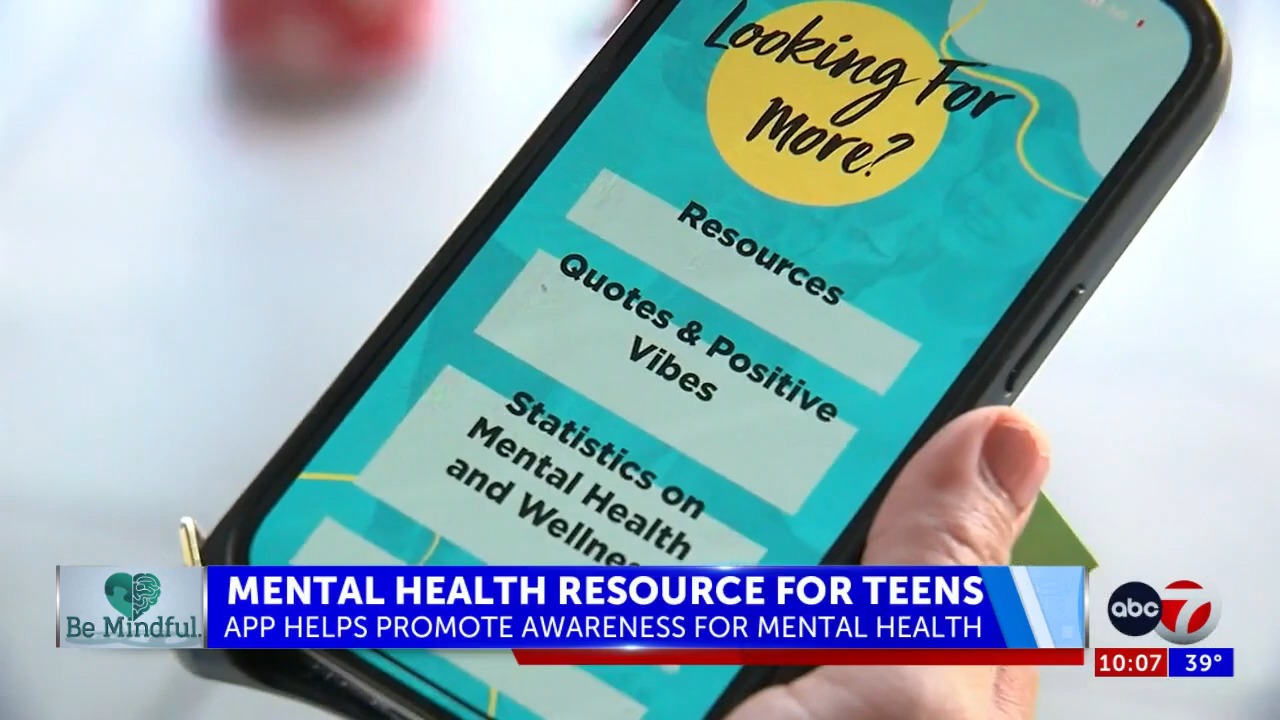 Looking For
More?
Resources
Quotes & Positive
Vibes
Statistics on
Mental Health
and Wellne
MENTAL HEALTH RESOURCE FOR TEENS
APP HELPS PROMOTE AWARENESS FOR MENTAL HEALTH
Be Mindful.
abc 7
10:07 39°